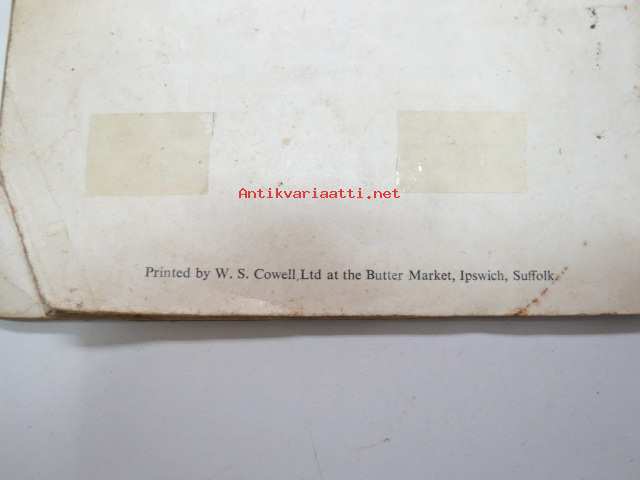 Antikvariaatti.net
Printed by W. S. Cowell Ltd at the Butter Market, Ipswich, Suffolk.